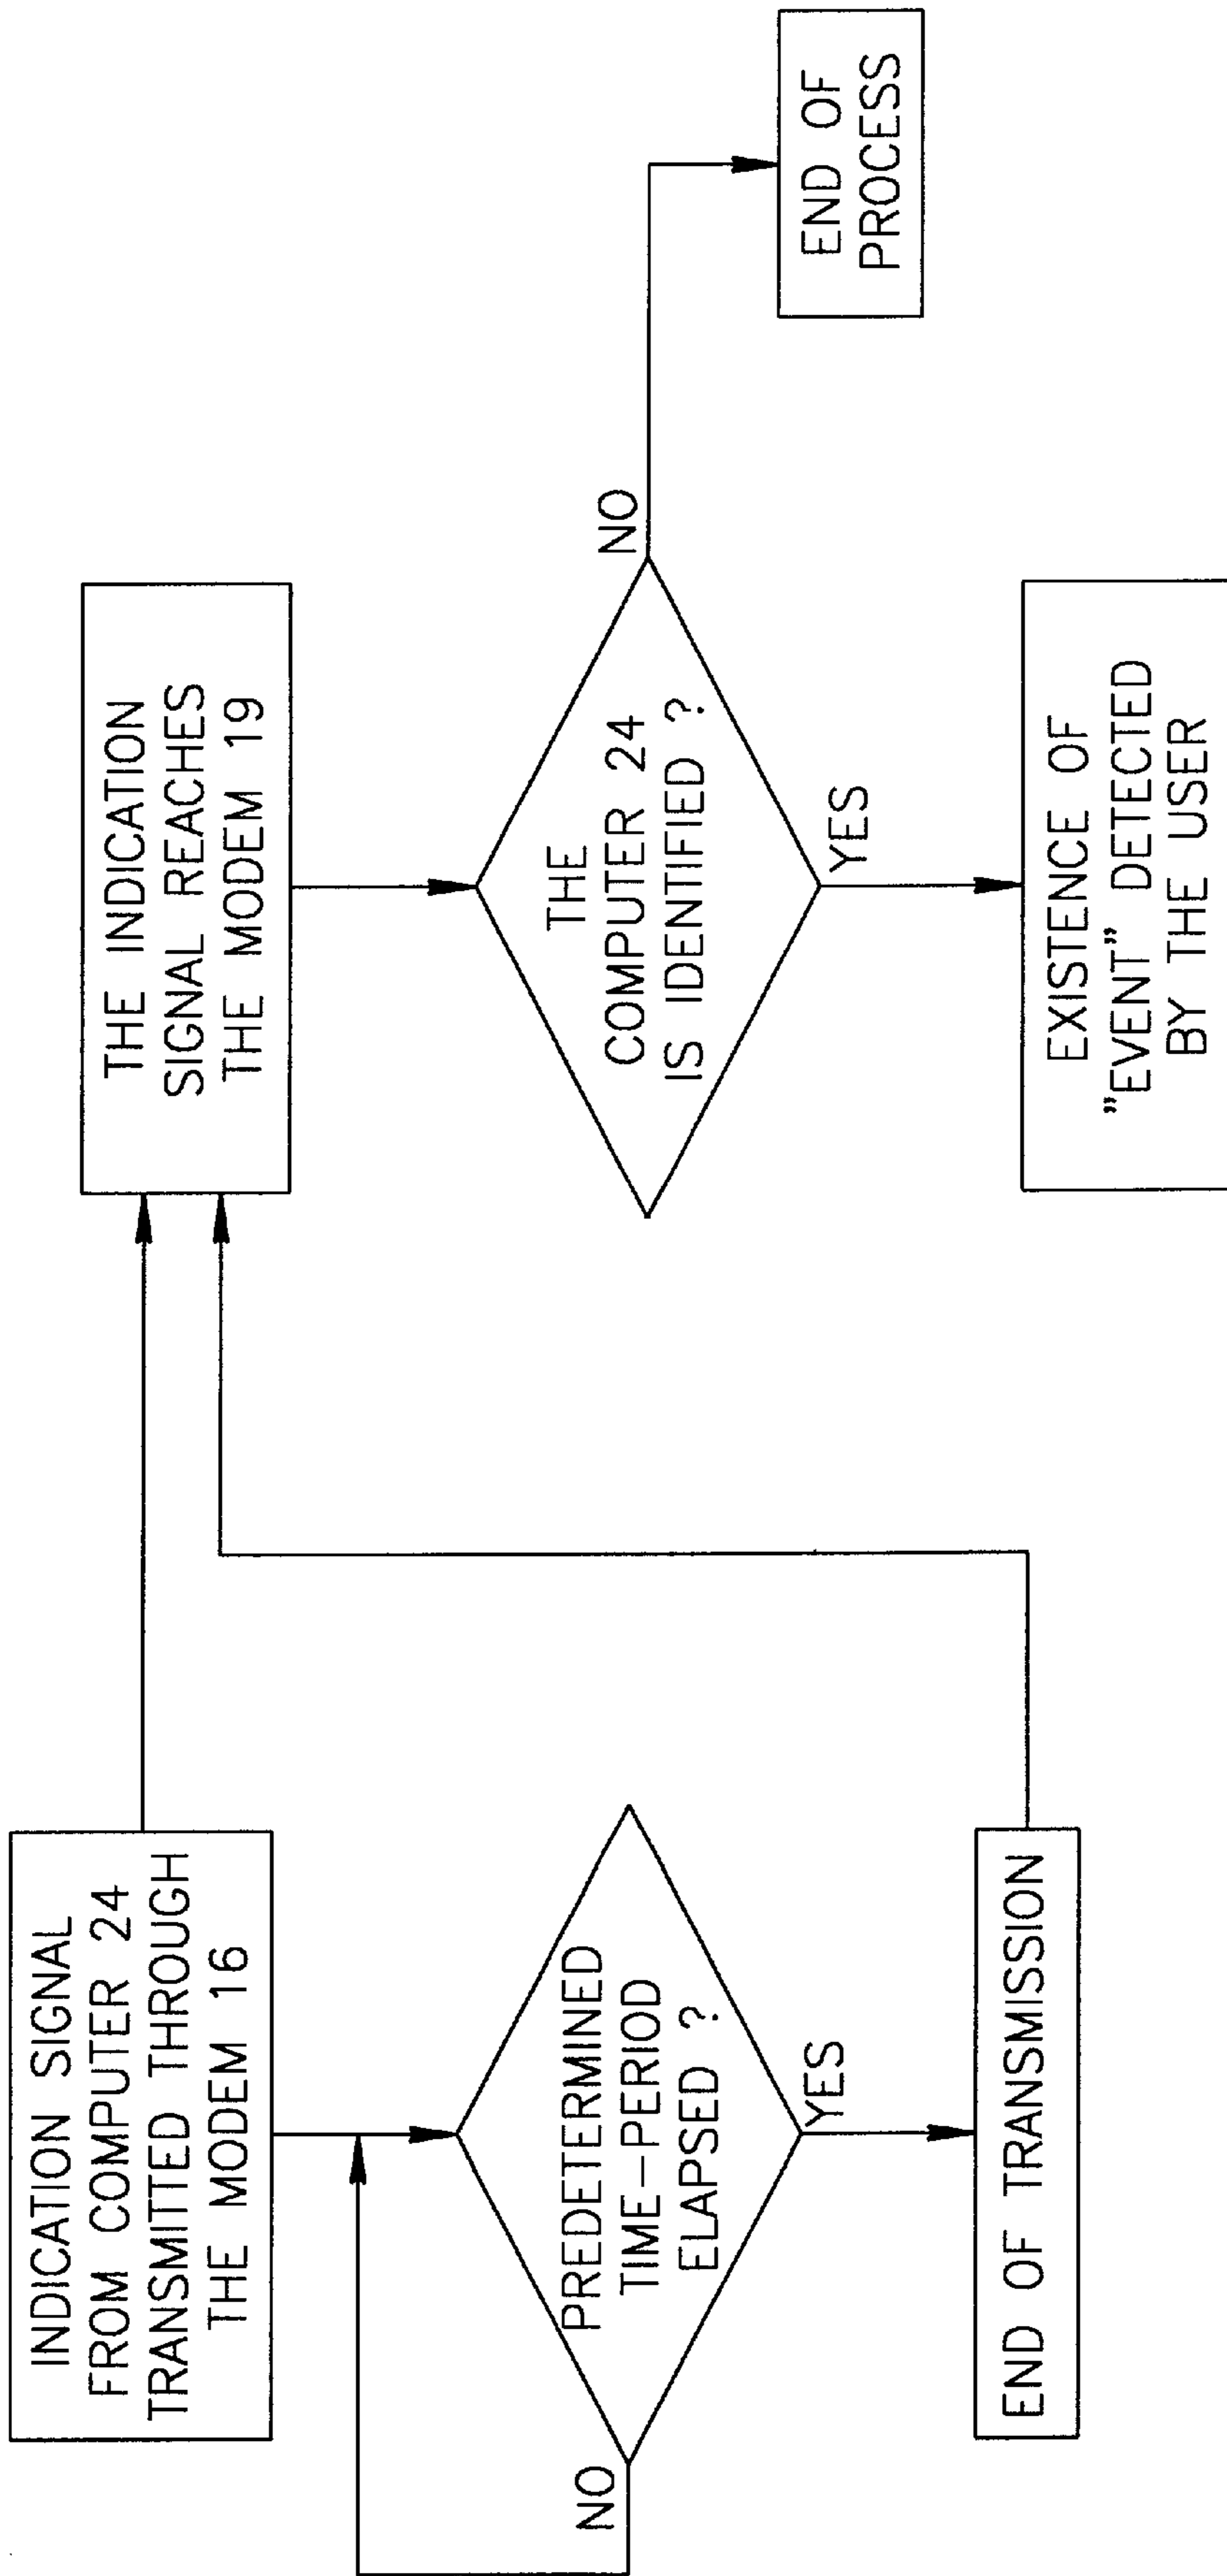 INDICATION SIGNAL
FROM COMPUTER 24
TRANSMITTED THROUGH
THE MODEM 16
PREDETERMINED
TIME-PERIOD
ELAPSED ?
NO
YES
END OF TRANSMISSION
THE INDICATION
SIGNAL REACHES
THE MODEM 19
THE
COMPUTER 24
IS IDENTIFIED ?
NO
YES
EXISTENCE OF
"EVENT" DETECTED
BY THE USER
END OF
PROCESS